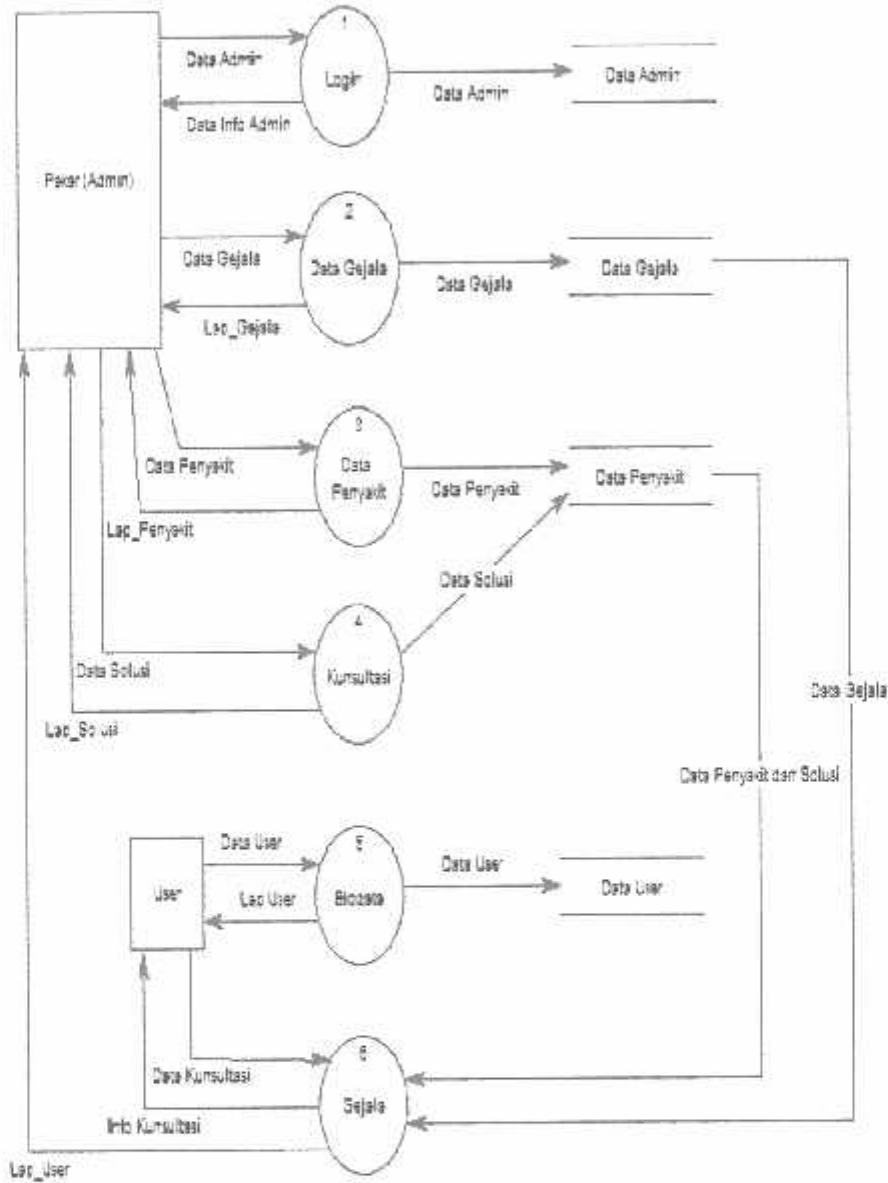 1
Data Admin
Login
Data Admin
Data Admin
Data Info Admin
Pakar (Admin)
2
Data Gejala
Data Gejala
Data Gejala
Data Gejala
Lap_Gejala
3
Data Penyakit
Data
Penyakit
Data Penyakit
Data Penyakit
Lap_Penyakit
Data Solusi
4
Data Solusi
Kunsultasi
Data Gejala
Lap_Solusi
Data Penyakit dan Solusi
5
Data User
Data User
User
Lap User
Biodata
Data User
6
Data Kunsultasi
Gejala
Info Kunsultasi
Lap_User